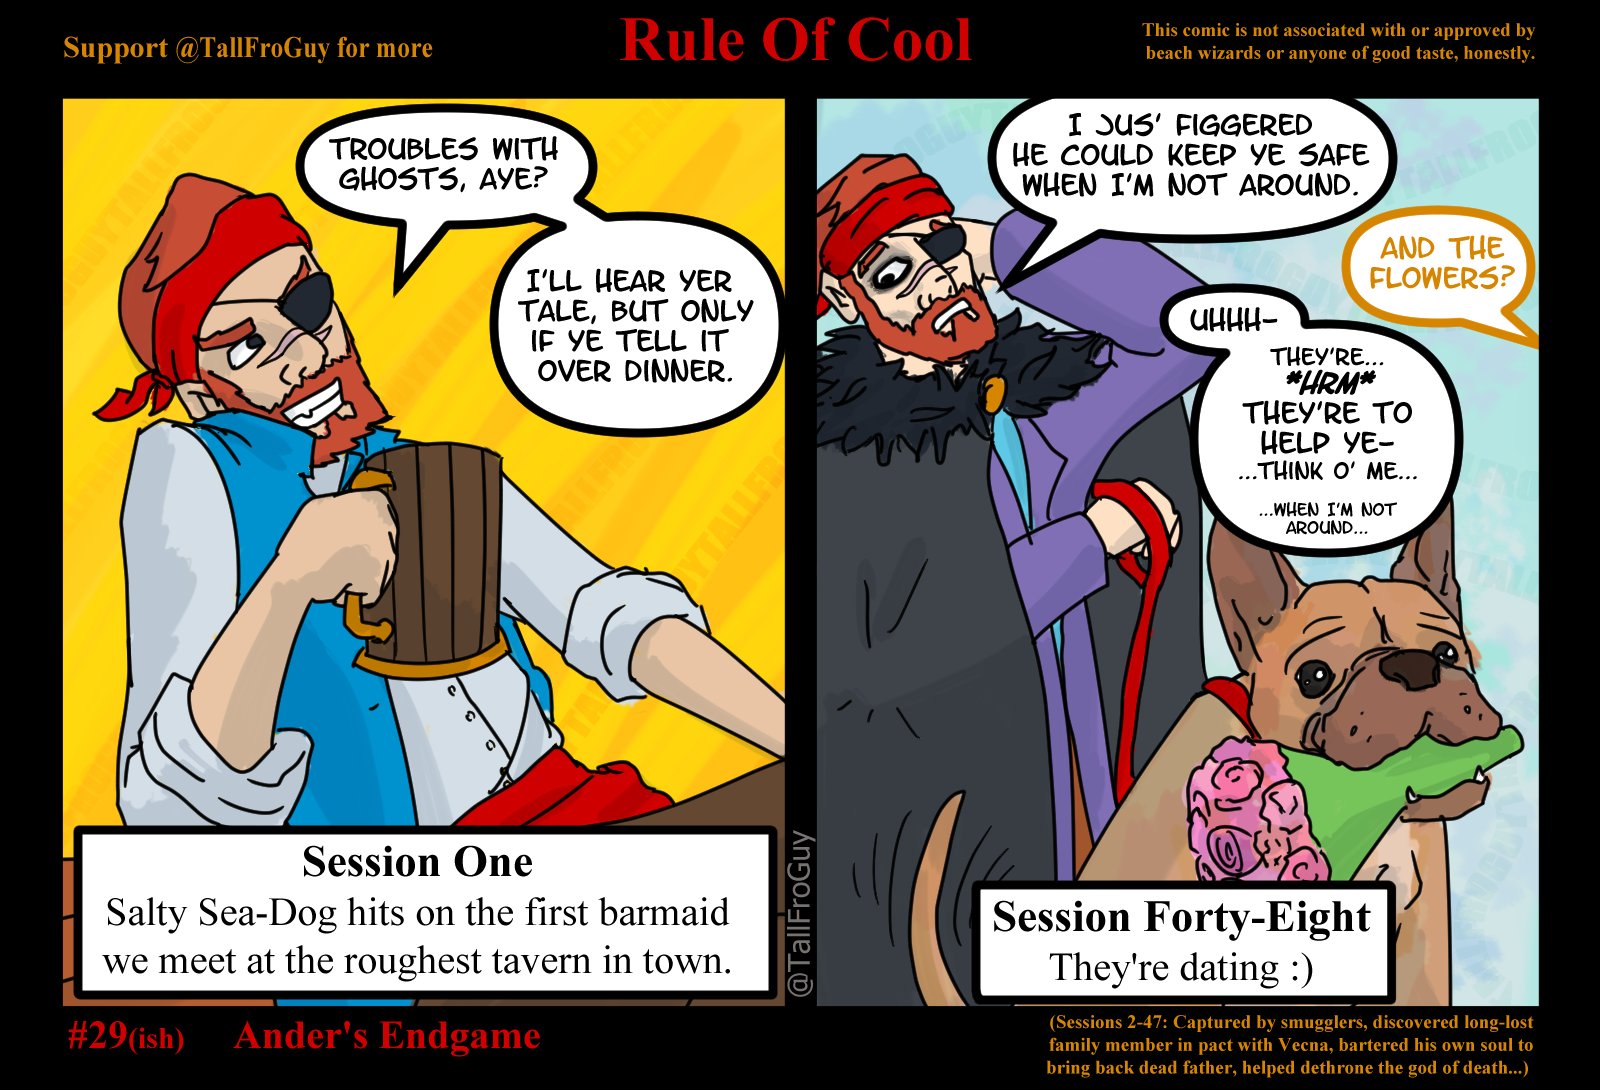 Support @TallFroGuy for more
Rule Of Cool
This comic is not associated with or approved by
beach wizards or anyone of good taste, honestly.
TROUBLES WITH
GHOSTS, AYE?
I'LL HEAR YER
TALE, BUT ONLY
IF YE TELL IT
OVER DINNER.
Session One
Salty Sea-Dog hits on the first barmaid
we meet at the roughest tavern in town.
@TallFroGuy
I JUS' FIGGERED
HE COULD KEEP YE SAFE
WHEN I'M NOT AROUND.
AND THE
FLOWERS?
UHHH-
THEY'RE...
*HRM*
THEY'RE TO
HELP YE-
...THINK O' ME...
...WHEN I'M NOT
AROUND...
Session Forty-Eight
They're dating :)
#29(ish) Ander's Endgame
(Sessions 2-47: Captured by smugglers, discovered long-lost
family member in pact with Vecna, bartered his own soul to
bring back dead father, helped dethrone the god of death...)